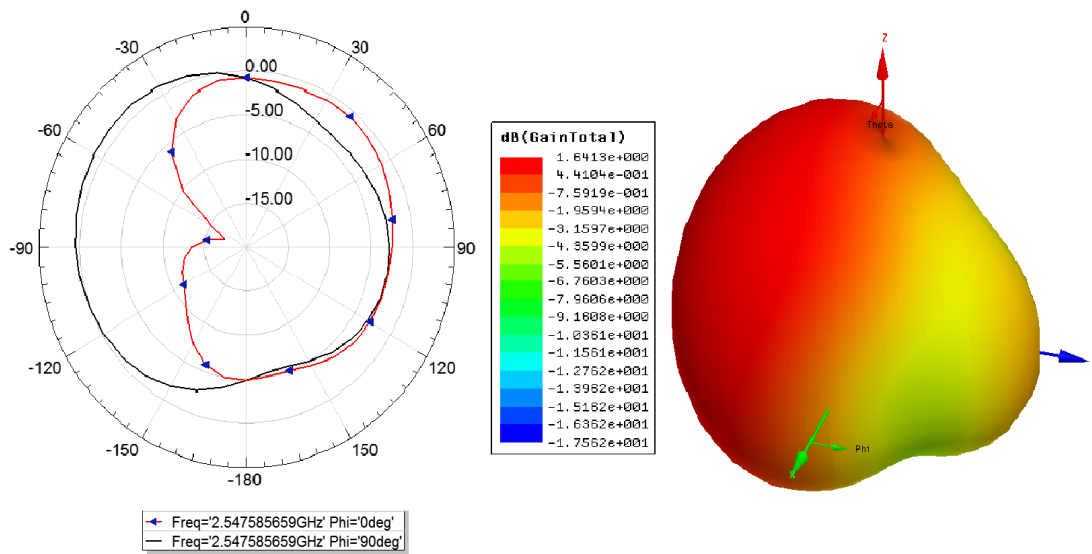 0
-30
30
0.00
-5.00
-60
60
-10.00
-15.00
-90
90
-120
120
-150
150
-180
Freq='2.547585659GHz' Phi='0deg'
Freq='2.547585659GHz' Phi='90deg'
dB(GainTotal)
1.6413e+000
4.4104e-001
-7.5919e-001
-1.9594e+000
-3.1597e+000
-4.3599e+000
-5.5601e+000
-6.7603e+000
-7.9606e+000
-9.1608e+000
-1.0361e+001
-1.1561e+001
-1.2762e+001
-1.3962e+001
-1.5162e+001
-1.6362e+001
-1.7562e+001
Z
Theta
Phi